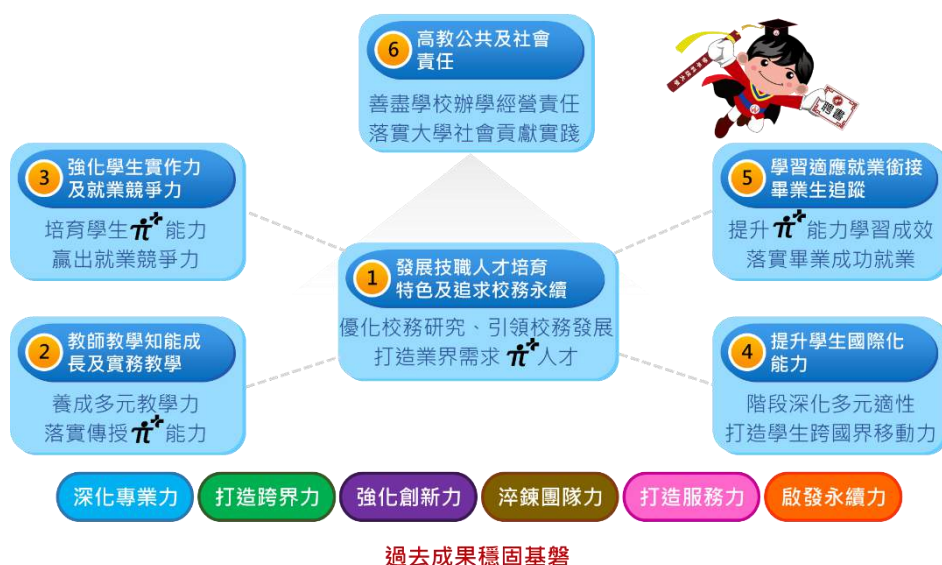 6
高教公共及社會
責任
善盡學校辦學經營責任
落實大學社會貢獻實踐
聘書
3
強化學生實作力
及就業競爭力
培育學生π+能力
贏出就業競爭力
5
學習適應就業銜接
畢業生追蹤
提升π+能力學習成效
落實畢業成功就業
1
發展技職人才培育
特色及追求校務永續
優化校務研究、引領校務發展
打造業界需求π+人才
2
教師教學知能成
長及實務教學
養成多元教學力
落實傳授π+能力
4
提升學生國際化
能力
階段深化多元適性
打造學生跨國界移動力
深化專業力
打造跨界力
強化創新力
淬鍊團隊力
打造服務力
啟發永續力
過去成果穩固基磐